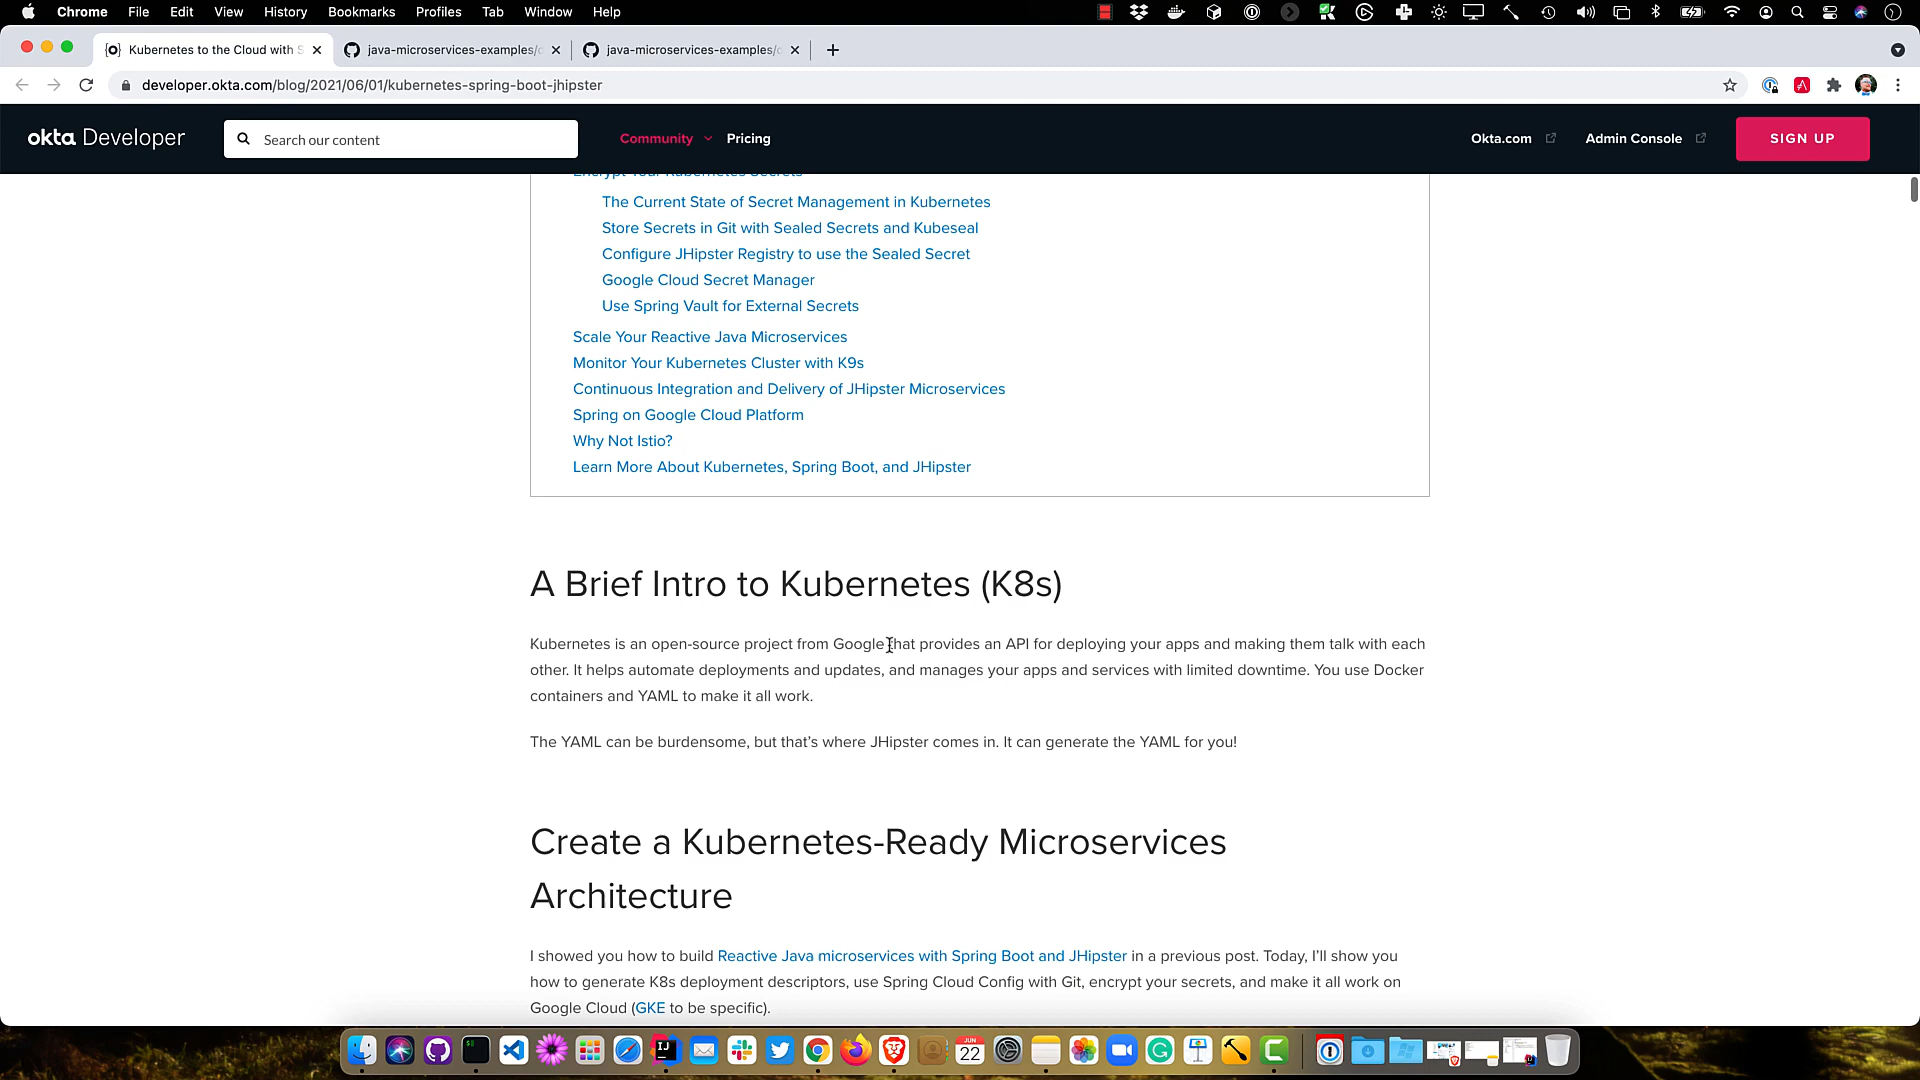 Chrome File Edit View History Bookmarks Profiles Tab Window Help
Kubernetes to the Cloud with S
java-microservices-examples/
java-microservices-examples/
developer.okta.com/blog/2021/06/01/kubernetes-spring-boot-jhipster
okta Developer
Search our content
Community
Pricing
Okta.com
Admin Console
SIGN UP
Encrypt Your Kubernetes Secrets
The Current State of Secret Management in Kubernetes
Store Secrets in Git with Sealed Secrets and Kubeseal
Configure JHipster Registry to use the Sealed Secret
Google Cloud Secret Manager
Use Spring Vault for External Secrets
Scale Your Reactive Java Microservices
Monitor Your Kubernetes Cluster with K9s
Continuous Integration and Delivery of JHipster Microservices
Spring on Google Cloud Platform
Why Not Istio?
Learn More About Kubernetes, Spring Boot, and JHipster
A Brief Intro to Kubernetes (K8s)
Kubernetes is an open-source project from Google that provides an API for deploying your apps and making them talk with each
other. It helps automate deployments and updates, and manages your apps and services with limited downtime. You use Docker
containers and YAML to make it all work.
The YAML can be burdensome, but that's where JHipster comes in. It can generate the YAML for you!
Create a Kubernetes-Ready Microservices
Architecture
I showed you how to build Reactive Java microservices with Spring Boot and JHipster in a previous post. Today, I'll show you
how to generate K8s deployment descriptors, use Spring Cloud Config with Git, encrypt your secrets, and make it all work on
Google Cloud (GKE to be specific).
JUN
22